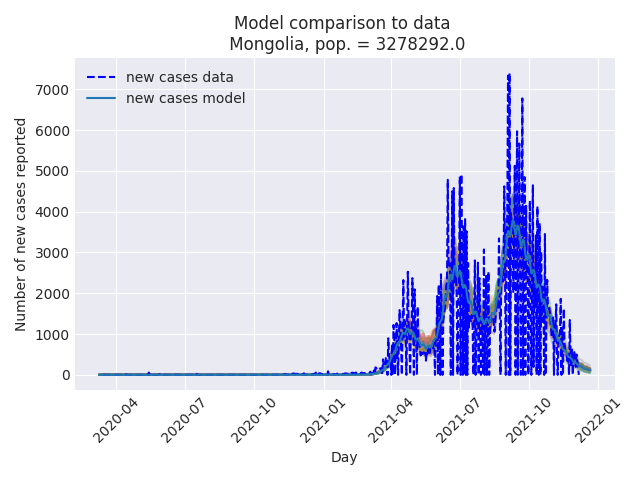 Model comparison to data
Mongolia, pop. = 3278292.0
new cases data
new cases model
Number of new cases reported
7000
6000
5000
4000
3000
2000
1000
0
2020-04
2020-07
2020-10
2021-01
2021-04
2021-07
2021-10
2022-01
Day